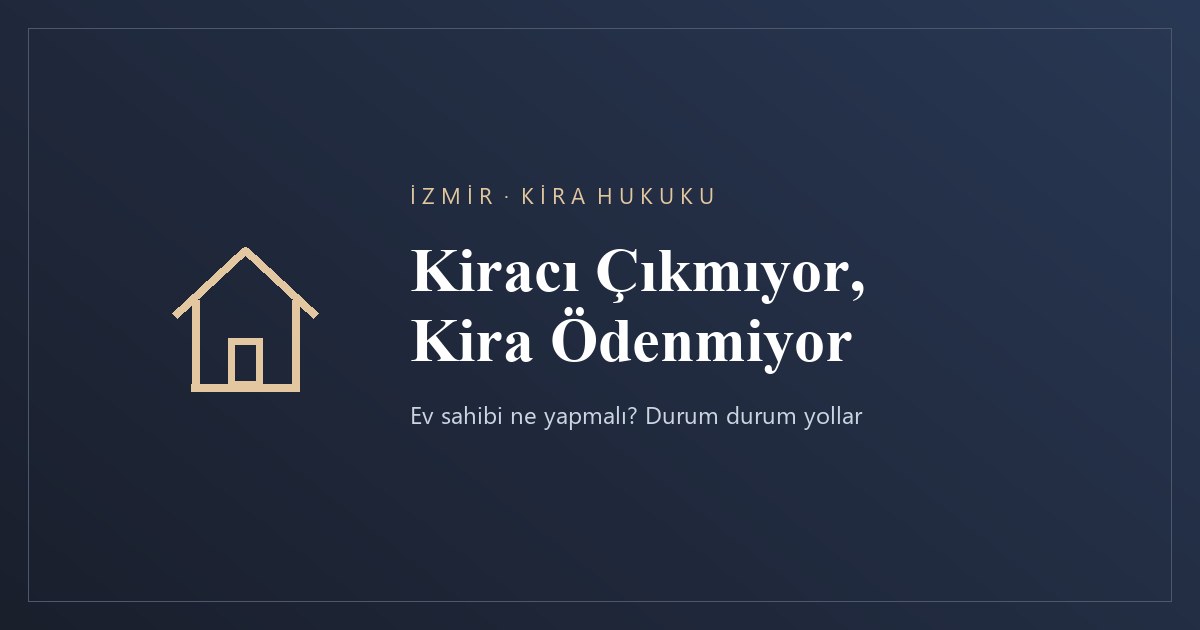 İZMİR · KİRA HUKUKU
Kiracı Çıkmıyor,
Kira Ödenmiyor
Ev sahibi ne yapmalı? Durum durum yollar